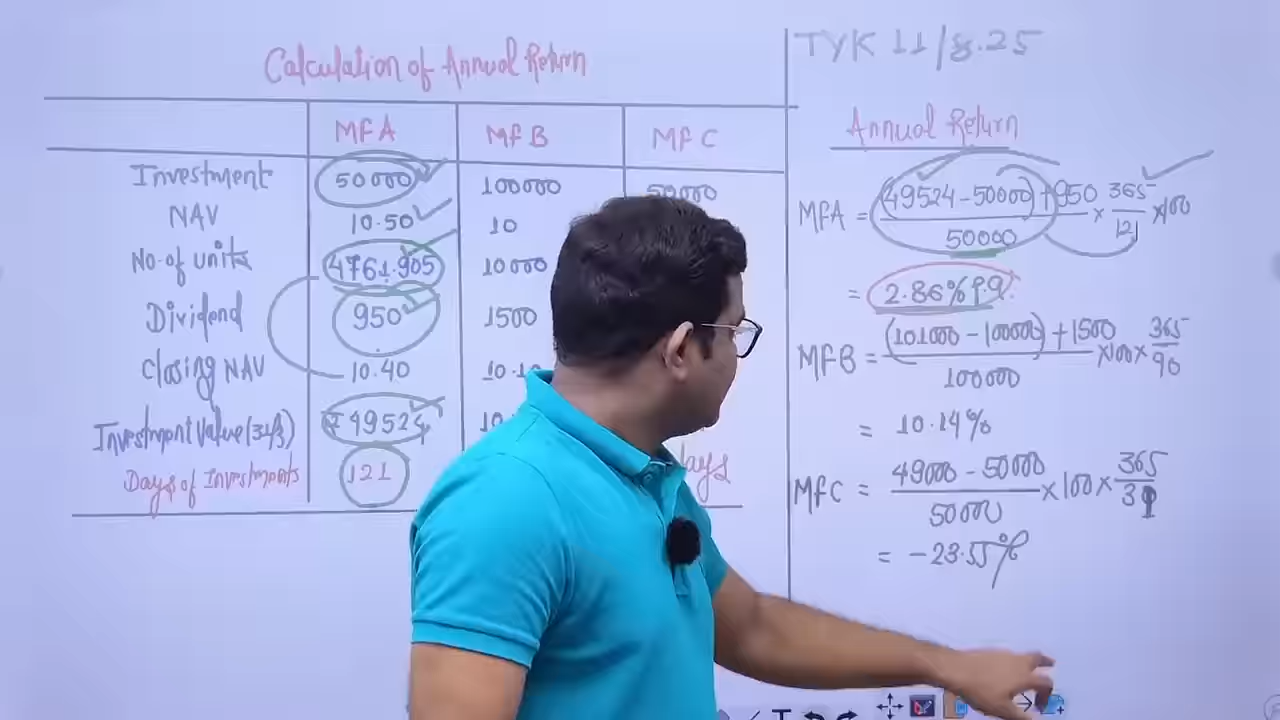 Calculation of Annual Return
MFA MFB MFC
Investment 50000 100000 50000
NAV 10.50 10
No. of units 4761.905 10000
Dividend 950 1500
Closing NAV 10.40
Investment Value (31/3) ₹49524
Days of Investments 121 days
TYK 11/8.25
Annual Return
MFA = (49524-50000)+950 × 365 ×100
50000 121
= 2.86% P.a.
MFB = (101000-100000)+1500 ×100× 365
100000 90
= 10.14%
MFC = 49000-50000 ×100× 365
50000 31
= -23.55%